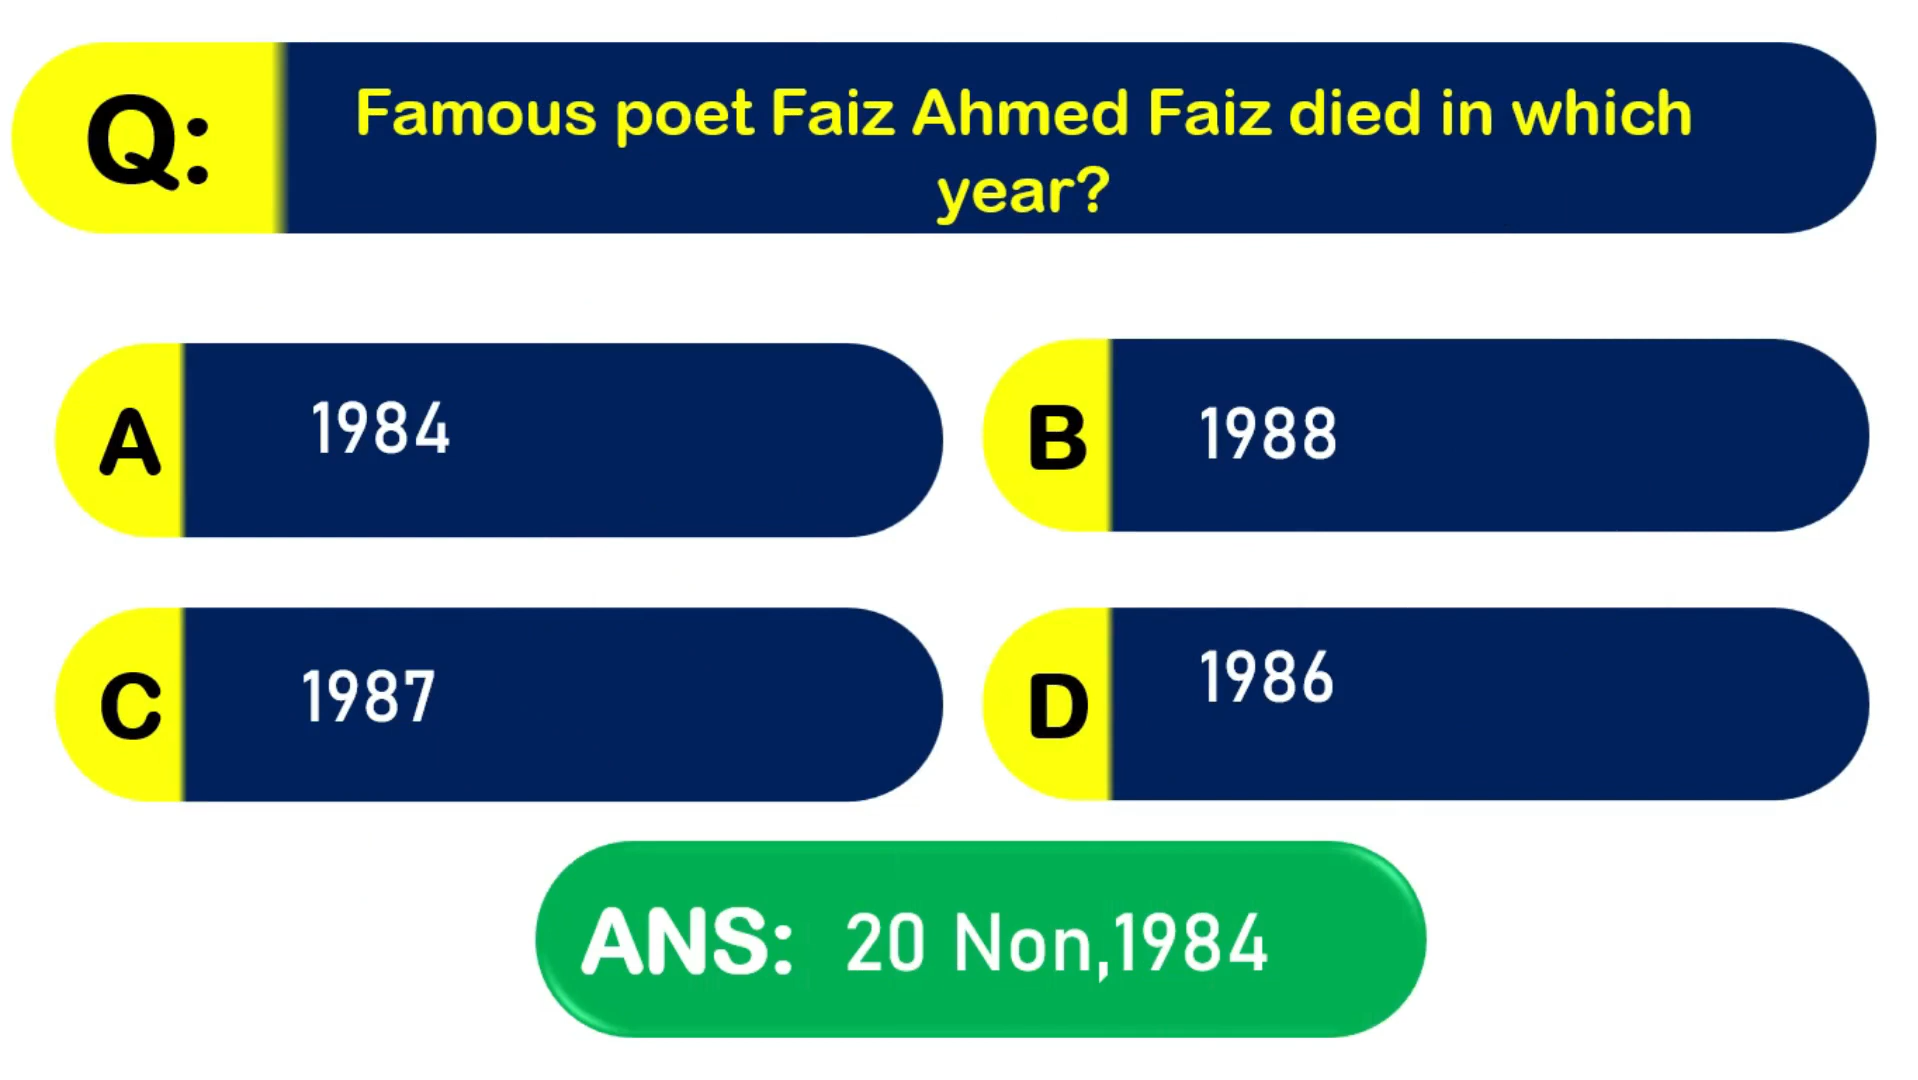 Q: Famous poet Faiz Ahmed Faiz died in which
year?
A 1984
B 1988
C 1987
D 1986
ANS: 20 Non,1984